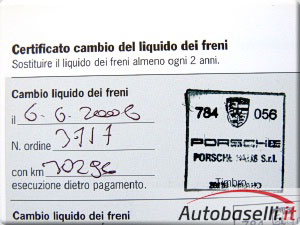 Certificato cambio del liquido dei freni
Sostituire il liquido dei freni almeno ogni 2 anni.
Cambio liquido dei freni
il 6.6.2006
N. ordine 3717
con km 30296
esecuzione dietro pagamento.
784 056
PORSCHE
PORSCHE S.r.l.
Timbro
Cambio liquido dei freni
Autobaselli.it